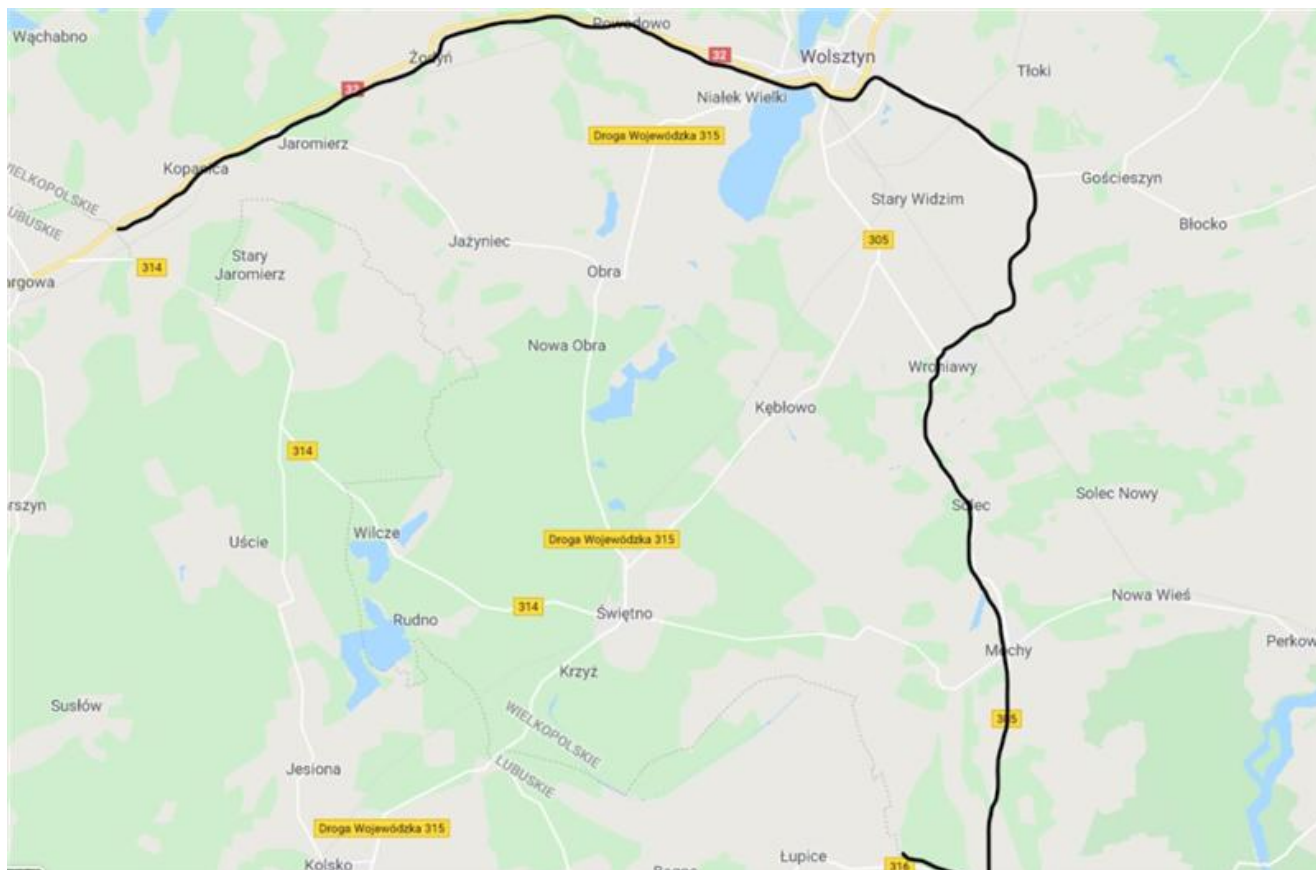 Wąchabno
Powodowo
Żodyń
32
Wolsztyn
Tłoki
32
Niałek Wielki
Droga Wojewódzka 315
Jaromierz
Kopanica
WIELKOPOLSKIE
LUBUSKIE
Gościeszyn
Stary Widzim
Błocko
305
Jażyniec
Stary
Jaromierz
314
Obra
argowa
Nowa Obra
Wroniawy
Kębłowo
314
rszyn
Solec Nowy
Solec
Wilcze
Uście
Droga Wojewódzka 315
Nowa Wieś
314
Świętno
Rudno
Perkow
Mochy
Krzyż
Susłów
WIELKOPOLSKIE
LUBUSKIE
305
Jesiona
Droga Wojewódzka 315
Kolsko
Łupice
316